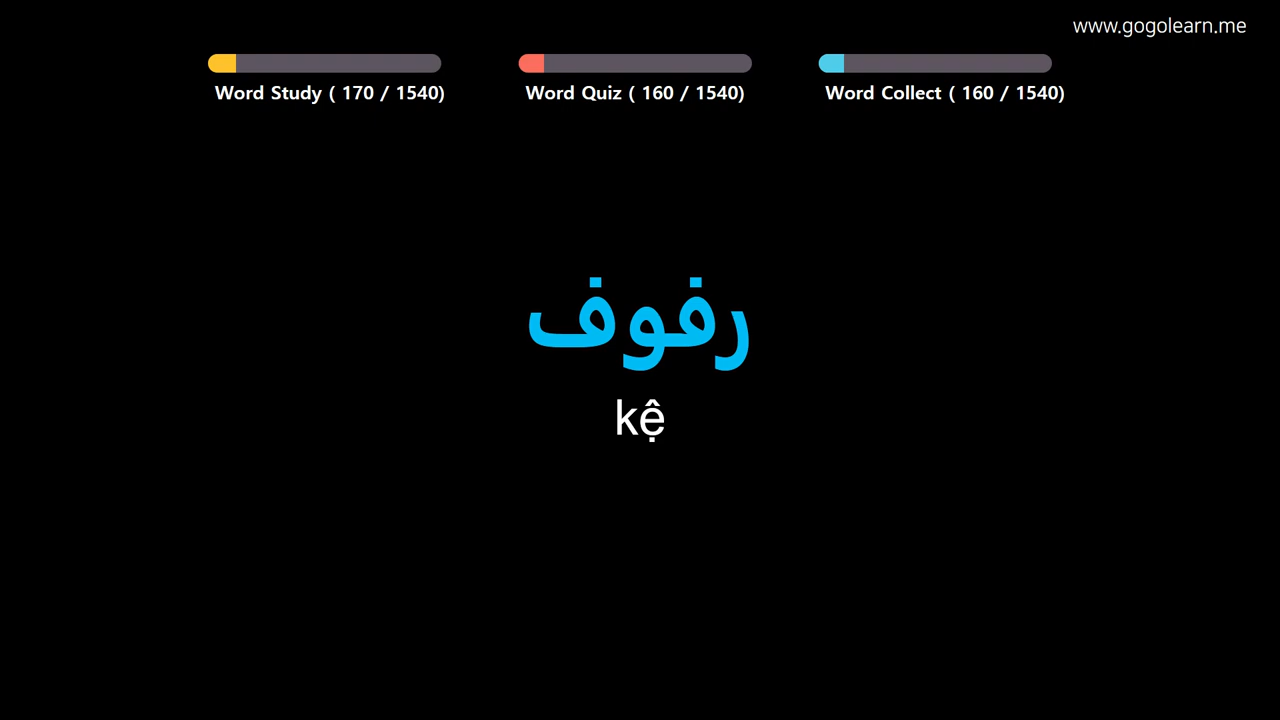 www.gogolearn.me
Word Study ( 170 / 1540)
Word Quiz ( 160 / 1540)
Word Collect ( 160 / 1540)
رفوف
kệ